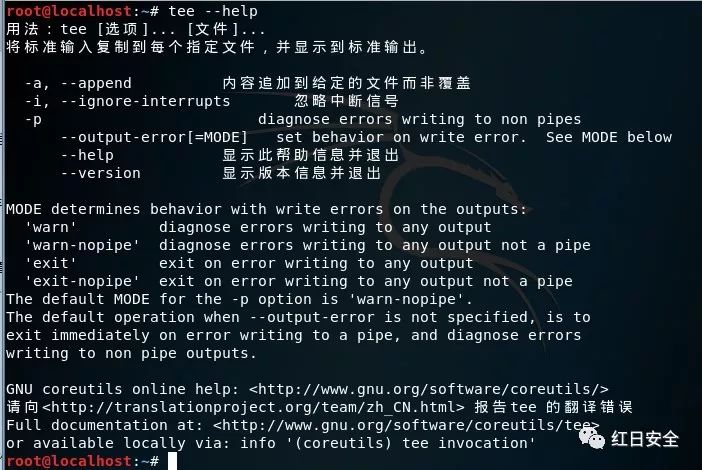 root@localhost:~# tee --help
用法：tee [选项]... [文件]...
将标准输入复制到每个指定文件，并显示到标准输出。
-a, --append 内容追加到给定的文件而非覆盖
-i, --ignore-interrupts 忽略中断信号
-p diagnose errors writing to non pipes
--output-error[=MODE] set behavior on write error. See MODE below
--help 显示此帮助信息并退出
--version 显示版本信息并退出
MODE determines behavior with write errors on the outputs:
'warn' diagnose errors writing to any output
'warn-nopipe' diagnose errors writing to any output not a pipe
'exit' exit on error writing to any output
'exit-nopipe' exit on error writing to any output not a pipe
The default MODE for the -p option is 'warn-nopipe'.
The default operation when --output-error is not specified, is to
exit immediately on error writing to a pipe, and diagnose errors
writing to non pipe outputs.
GNU coreutils online help: <http://www.gnu.org/software/coreutils/>
请向<http://translationproject.org/team/zh_CN.html> 报告tee 的翻译错误
Full documentation at: <http://www.gnu.org/software/coreutils/tee>
or available locally via: info '(coreutils) tee invocation'
红日安全
root@localhost:~#